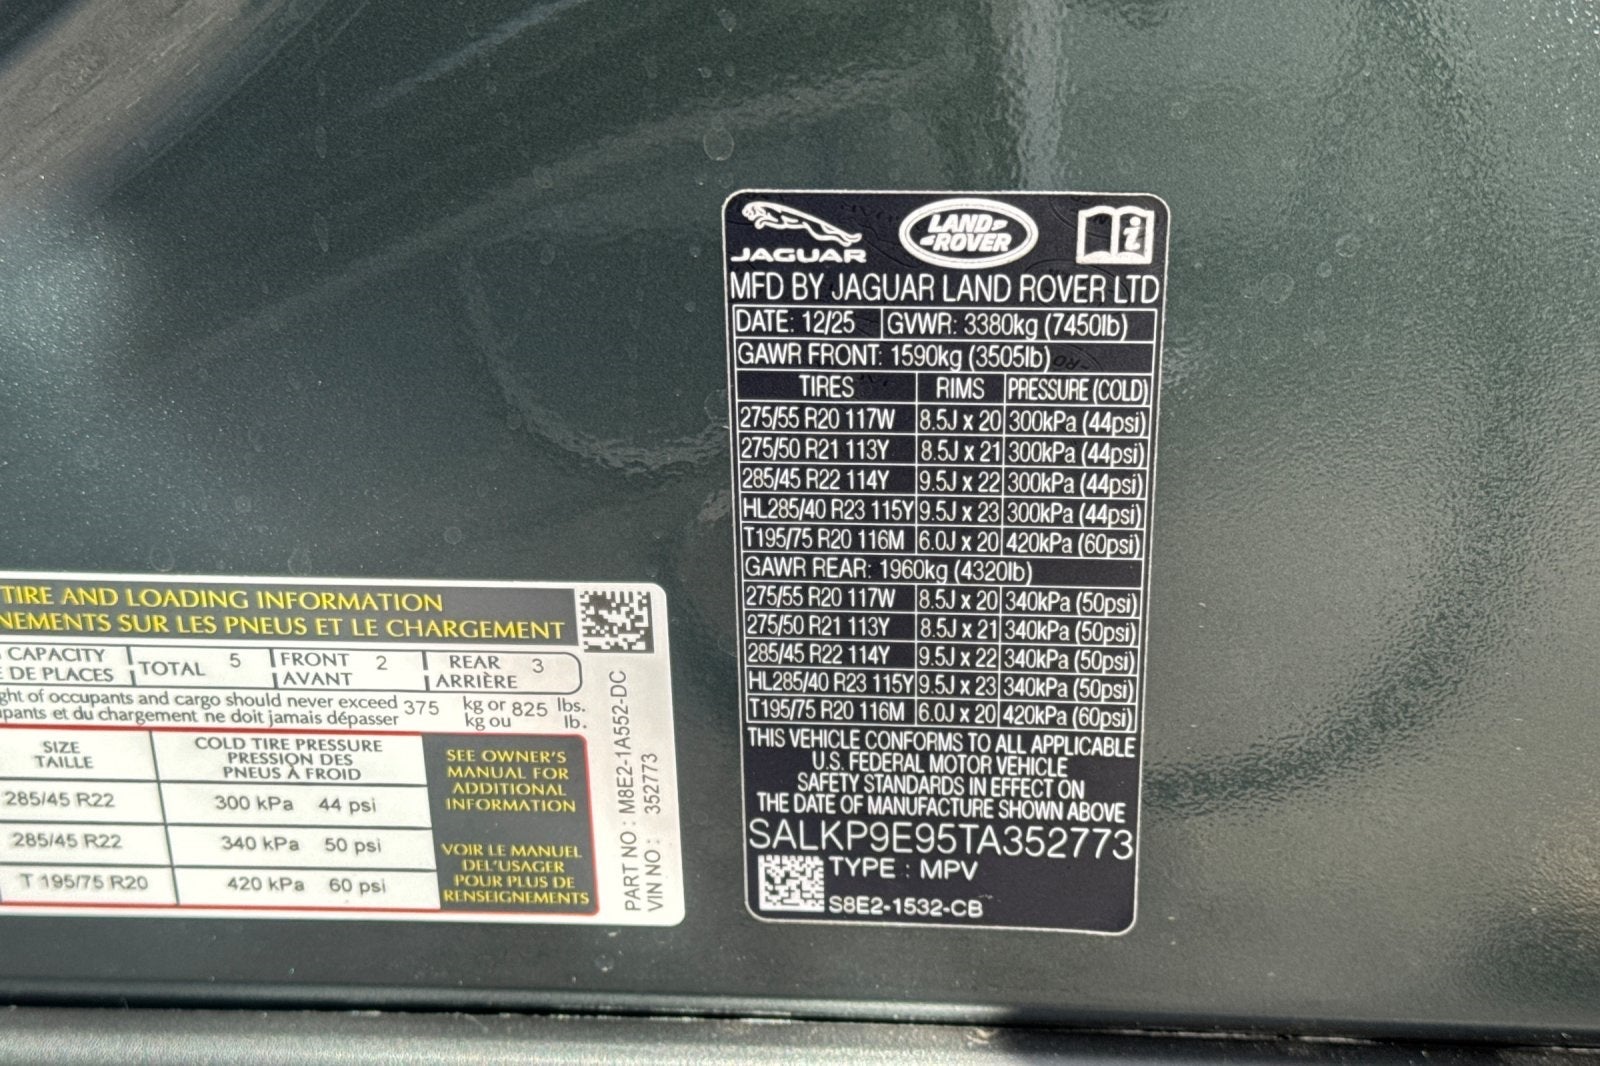 TIRE AND LOADING INFORMATION
NEMENTS SUR LES PNEUS ET LE CHARGEMENT
CAPACITY TOTAL 5 FRONT 2 REAR 3
DE PLACES AVANT ARRIÈRE
ght of occupants and cargo should never exceed 375 kg or 825 lbs.
pants et du chargement ne doit jamais dépasser kg ou lb.
SIZE
TAILLE
COLD TIRE PRESSURE
PRESSION DES
PNEUS À FROID
285/45 R22 300 kPa 44 psi
285/45 R22 340 kPa 50 psi
T 195/75 R20 420 kPa 60 psi
SEE OWNER'S
MANUAL FOR
ADDITIONAL
INFORMATION
VOIR LE MANUEL
DEL'USAGER
POUR PLUS DE
RENSEIGNEMENTS
PART NO : M8E2-1A552-DC
VIN NO : 352773
JAGUAR
LAND
ROVER
i
MFD BY JAGUAR LAND ROVER LTD
DATE: 12/25 GVWR: 3380kg (7450lb)
GAWR FRONT: 1590kg (3505lb)
TIRES RIMS PRESSURE (COLD)
275/55 R20 117W 8.5J x 20 300kPa (44psi)
275/50 R21 113Y 8.5J x 21 300kPa (44psi)
285/45 R22 114Y 9.5J x 22 300kPa (44psi)
HL285/40 R23 115Y 9.5J x 23 300kPa (44psi)
T195/75 R20 116M 6.0J x 20 420kPa (60psi)
GAWR REAR: 1960kg (4320lb)
275/55 R20 117W 8.5J x 20 340kPa (50psi)
275/50 R21 113Y 8.5J x 21 340kPa (50psi)
285/45 R22 114Y 9.5J x 22 340kPa (50psi)
HL285/40 R23 115Y 9.5J x 23 340kPa (50psi)
T195/75 R20 116M 6.0J x 20 420kPa (60psi)
THIS VEHICLE CONFORMS TO ALL APPLICABLE
U.S. FEDERAL MOTOR VEHICLE
SAFETY STANDARDS IN EFFECT ON
THE DATE OF MANUFACTURE SHOWN ABOVE
SALKP9E95TA352773
TYPE : MPV
S8E2-1532-CB